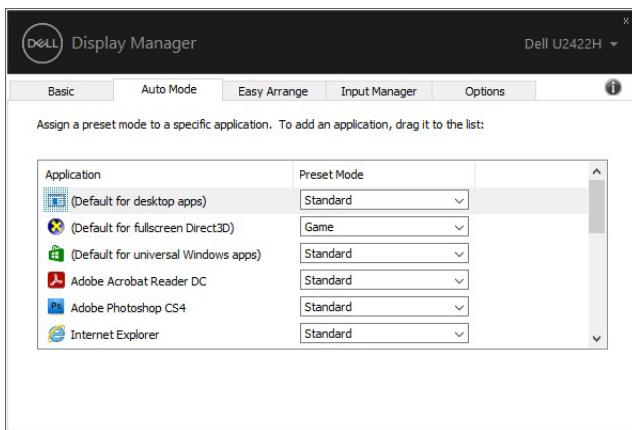 DELL Display Manager Dell U2422H
x
Basic Auto Mode Easy Arrange Input Manager Options i
Assign a preset mode to a specific application. To add an application, drag it to the list:
Application Preset Mode
(Default for desktop apps) Standard
(Default for fullscreen Direct3D) Game
(Default for universal Windows apps) Standard
Adobe Acrobat Reader DC Standard
Ps Adobe Photoshop CS4 Standard
Internet Explorer Standard